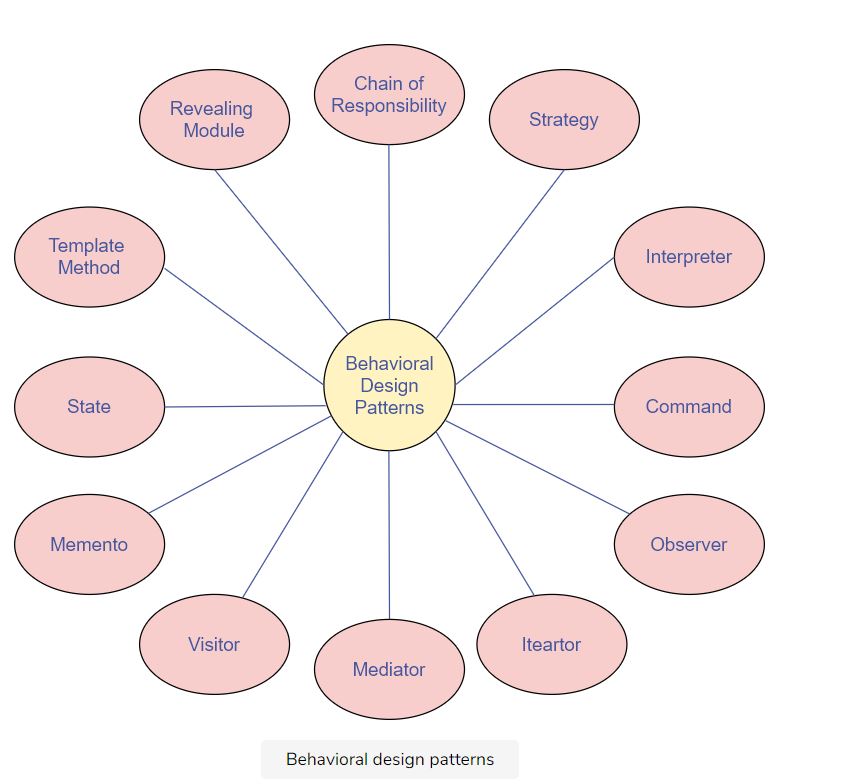 Chain of
Responsibility
Revealing
Module
Strategy
Template
Method
Interpreter
Behavioral
Design
Patterns
State
Command
Memento
Observer
Visitor
Mediator
Iteartor
Behavioral design patterns